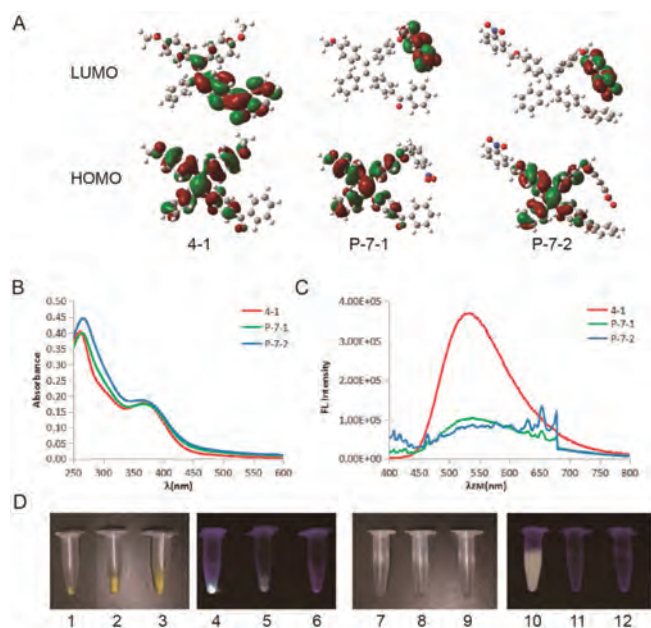 A
LUMO
HOMO
4-1 P-7-1 P-7-2
B
0.50
0.45
0.40
0.35
0.30
0.25
0.20
0.15
0.10
0.05
0.00
Absorbance
250 300 350 400 450 500 550 600
λ(nm)
4-1
P-7-1
P-7-2
C
4.00E+05
3.00E+05
2.00E+05
1.00E+05
0.00E+00
FL Intensity
400 450 500 550 600 650 700 750 800
λEM(nm)
4-1
P-7-1
P-7-2
D
1 2 3 4 5 6 7 8 9 10 11 12